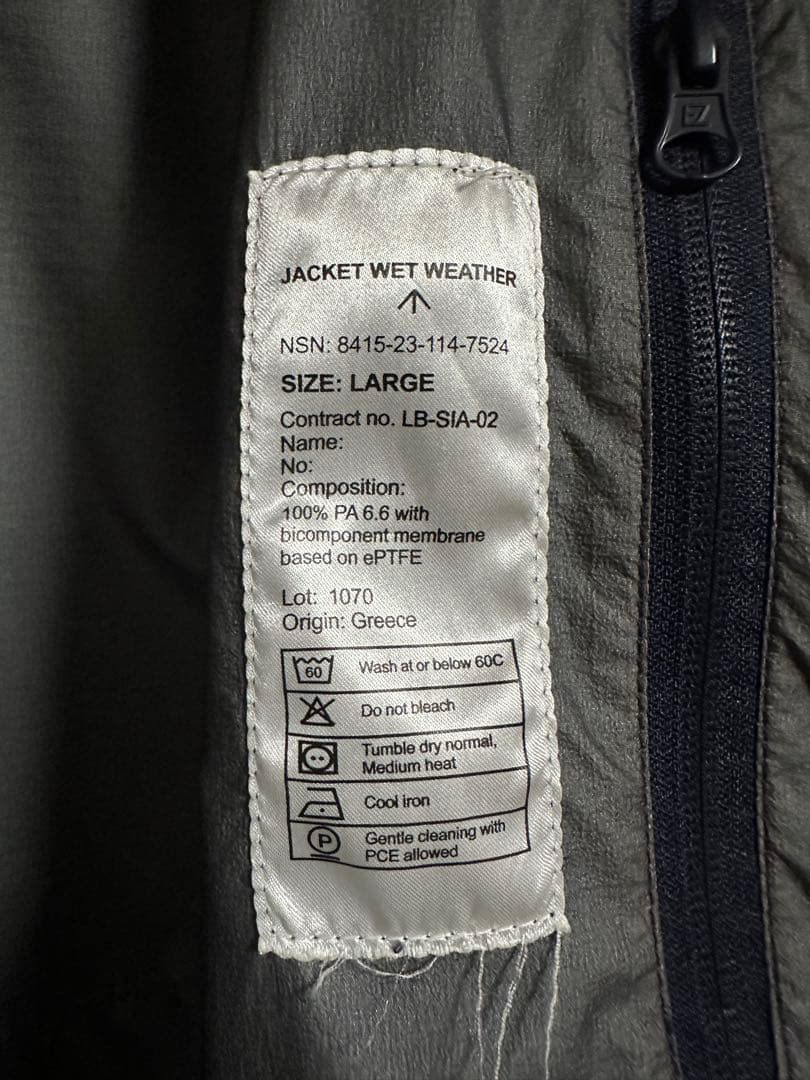 JACKET WET WEATHER
NSN: 8415-23-114-7524
SIZE: LARGE
Contract no. LB-SIA-02
Name:
No:
Composition:
100% PA 6.6 with
bicomponent membrane
based on ePTFE
Lot: 1070
Origin: Greece
60 Wash at or below 60C
Do not bleach
Tumble dry normal,
Medium heat
Cool iron
P Gentle cleaning with
PCE allowed